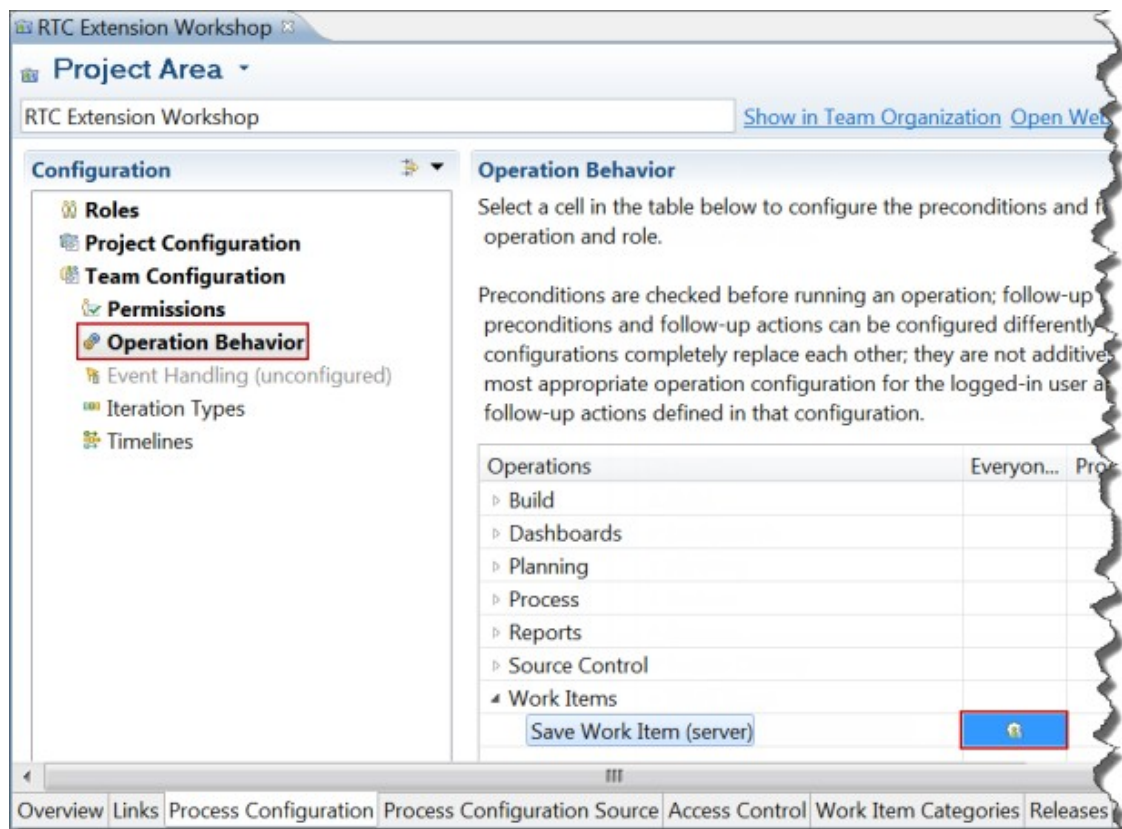 RTC Extension Workshop
Project Area
RTC Extension Workshop
Show in Team Organization Open Web
Configuration
Roles
Project Configuration
Team Configuration
Permissions
Operation Behavior
Event Handling (unconfigured)
Iteration Types
Timelines
Operation Behavior
Select a cell in the table below to configure the preconditions and
operation and role.
Preconditions are checked before running an operation; follow-up
preconditions and follow-up actions can be configured differently
configurations completely replace each other; they are not additive
most appropriate operation configuration for the logged-in user
follow-up actions defined in that configuration.
Operations Everyon...
Build
Dashboards
Planning
Process
Reports
Source Control
Work Items
Save Work Item (server)
Overview Links Process Configuration Process Configuration Source Access Control Work Item Categories Releases